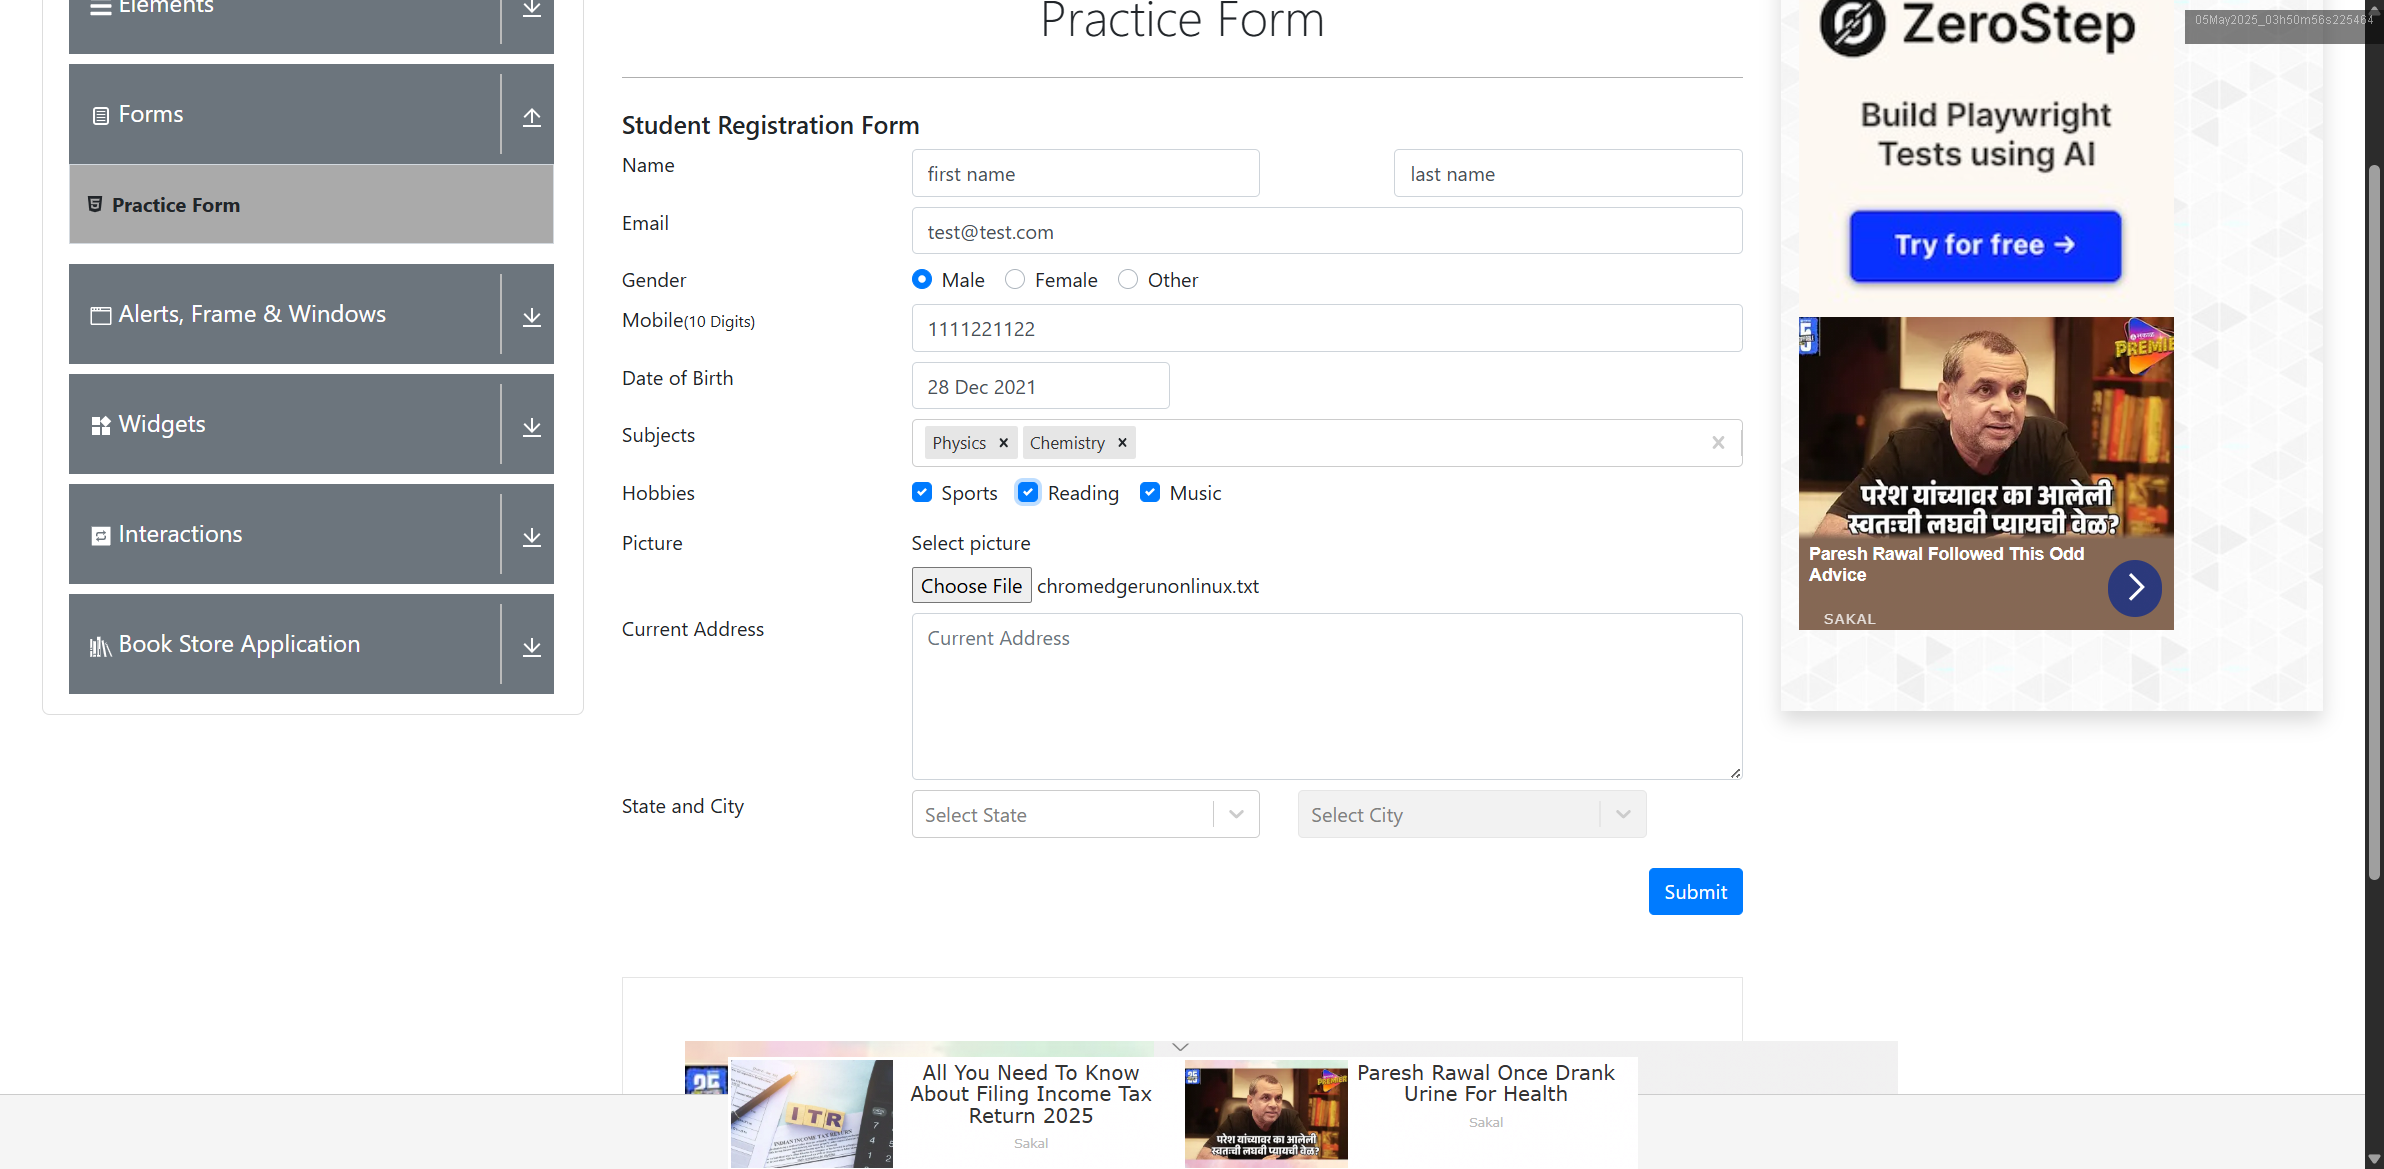 Elements
Forms
Practice Form
Alerts, Frame & Windows
Widgets
Interactions
Book Store Application
Practice Form
Student Registration Form
Name
first name
last name
Email
test@test.com
Gender
Male
Female
Other
Mobile(10 Digits)
1111221122
Date of Birth
28 Dec 2021
Subjects
Physics
Chemistry
Hobbies
Sports
Reading
Music
Picture
Select picture
Choose File chromedgerunonlinux.txt
Current Address
Current Address
State and City
Select State
Select City
Submit
ZeroStep
05May2025_03h50m56s225464
Build Playwright
Tests using AI
Try for free →
PREMIE
परेश यांच्यावर का आलेली
स्वतःची लघवी प्यायची वेळ?
Paresh Rawal Followed This Odd
Advice
SAKAL
ITR
INDIAN INCOME TAX RETURN
All You Need To Know
About Filing Income Tax
Return 2025
Sakal
PREMIER
परेश यांच्यावर का आलेली
स्वतःची लघवी प्यायची वेळ?
Paresh Rawal Once Drank
Urine For Health
Sakal